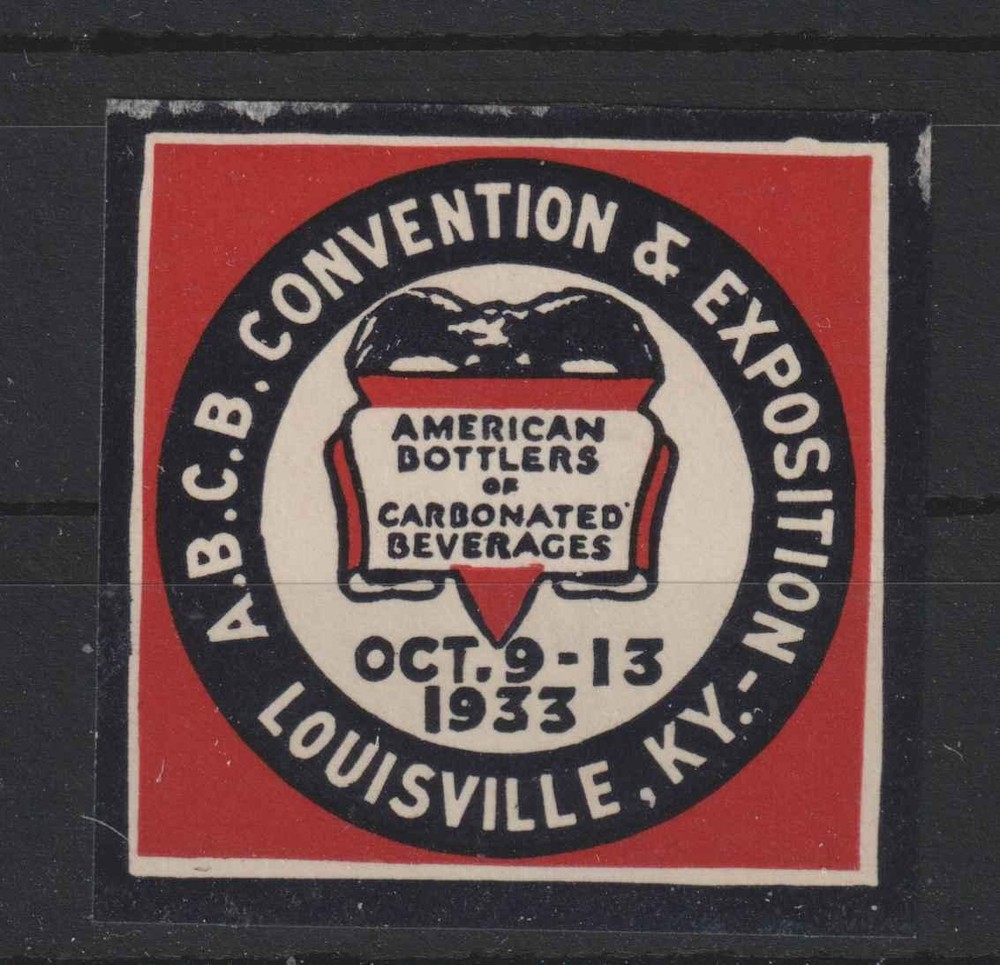 A.B.C.B. CONVENTION & EXPOSITION -
LOUISVILLE, KY.
AMERICAN
BOTTLERS
OF
CARBONATED
BEVERAGES
OCT. 9-13
1933